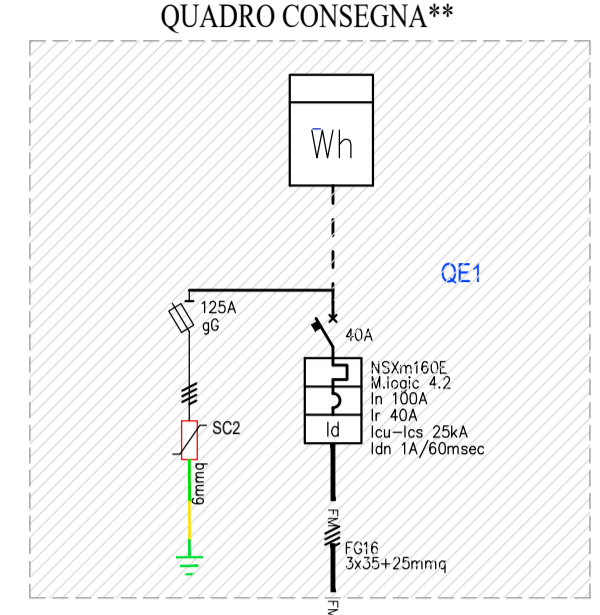 QUADRO CONSEGNA**
Wh
QE1
125A
gG
40A
NSXm160E
M.logic 4.2
In 100A
Ir 40A
Icu-Ics 25kA
Idn 1A/60msec
Id
SC2
6mmq
FM
FG16
3x35+25mmq
FM